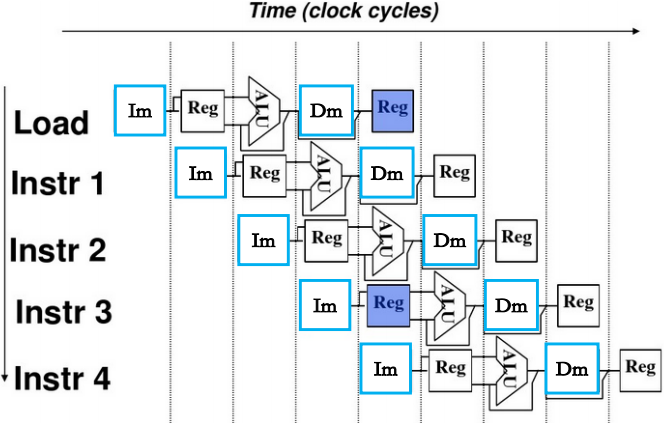 Time (clock cycles)
Load Im Reg ALU Dm Reg
Instr 1 Im Reg ALU Dm Reg
Instr 2 Im Reg ALU Dm Reg
Instr 3 Im Reg ALU Dm Reg
Instr 4 Im Reg ALU Dm Reg